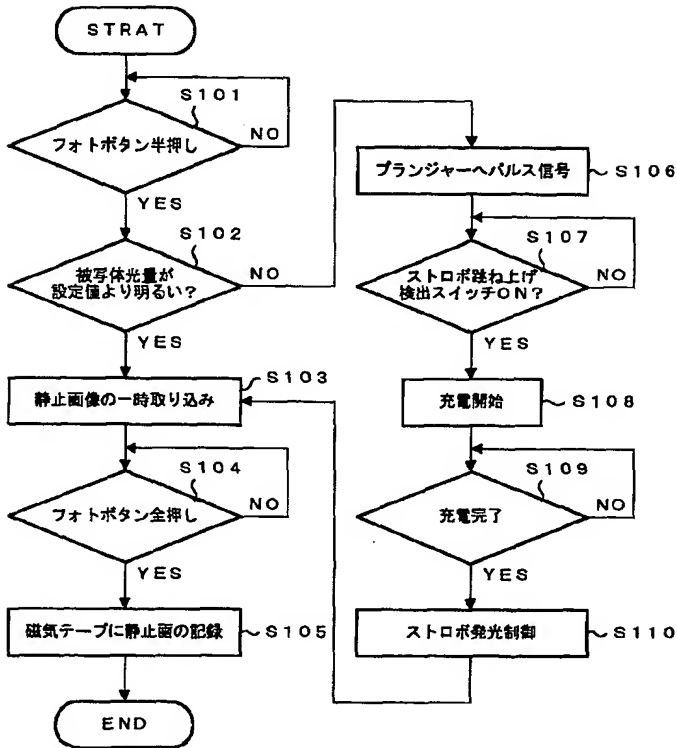 STRAT
S101
フォトボタン半押し
NO
YES
S102
被写体光量が
設定値より明るい？
NO
YES
S103
静止画像の一時取り込み
S104
フォトボタン全押し
NO
YES
磁気テープに静止画の記録
S105
END
プランジャーへパルス信号
S106
S107
ストロボ跳ね上げ
検出スイッチON？
NO
YES
充電開始
S108
S109
充電完了
NO
YES
ストロボ発光制御
S110